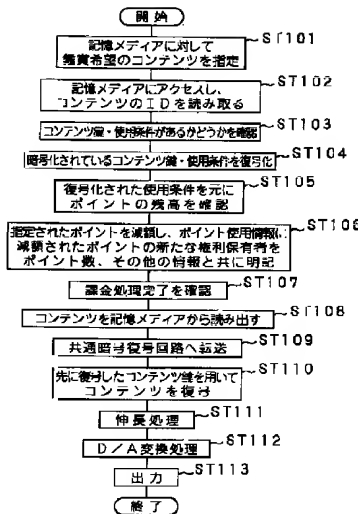 開始
記憶メディアに対して
鑑賞希望のコンテンツを指定
ST101
記憶メディアにアクセスし、
コンテンツのIDを読み取る
ST102
コンテンツ鍵・使用条件があるかどうかを確認
ST103
暗号化されているコンテンツ鍵・使用条件を復号化
ST104
復号化された使用条件を元に
ポイントの残高を確認
ST105
指定されたポイントを減額し、ポイント使用情報に
減額されたポイントの新たな権利保有者を
ポイント数、その他の情報と共に明記
ST106
課金処理完了を確認
ST107
コンテンツを記憶メディアから読み出す
ST108
共通暗号復号回路へ転送
ST109
先に復号したコンテンツ鍵を用いて
コンテンツを復号
ST110
伸長処理
ST111
D/A変換処理
ST112
出力
ST113
終了